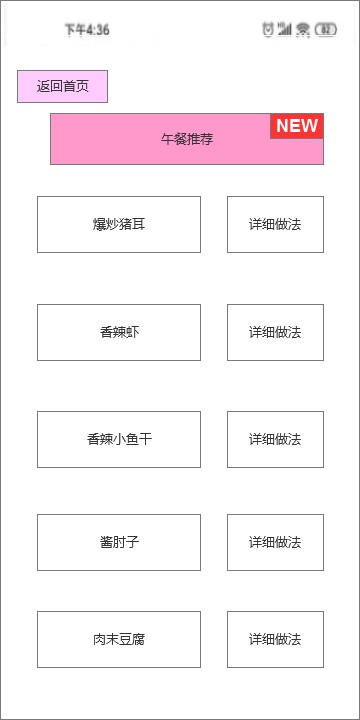 下午4:36
82
返回首页
NEW
午餐推荐
爆炒猪耳 详细做法
香辣虾 详细做法
香辣小鱼干 详细做法
酱肘子 详细做法
肉末豆腐 详细做法